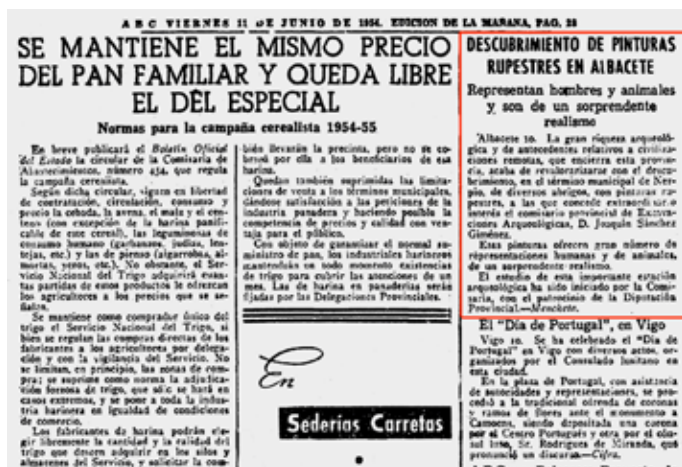 ABC VIERNES 11 DE JUNIO DE 1954. EDICION DE LA MAÑANA, PAG. 28
SE MANTIENE EL MISMO PRECIO
DEL PAN FAMILIAR Y QUEDA LIBRE
EL DEL ESPECIAL
Normas para la campaña cerealista 1954-55
En breve publicará el Boletín Oficial
del Estado la circular de la Comisaría de
Abastecimientos, número 434, que regula
la campaña cerealista.
Según dicha circular, siguen en libertad
de contratación, circulación, consumo y
precio la cebada, la avena, el maíz y el cen-
teno (con excepción de la harina panifi-
cable de este cereal), las leguminosas de
consumo humano (garbanzos, judías, len-
tejas, etc.) y las de pienso (algarrobas, al-
mortas, yeros, etc.). No obstante, el Ser-
vicio Nacional del Trigo adquirirá cuan-
tas partidas de estos productos le ofrezcan
los agricultores a los precios que se se-
ñalan.
Se mantiene como comprador único del
trigo el Servicio Nacional del Trigo, si
bien se regulan las compras directas de los
fabricantes a los agricultores por delega-
ción y con la vigilancia del Servicio. No
se limitan, en principio, las zonas de com-
pra; se suprime como norma la adjudica-
ción forzosa de trigo, que sólo se hará en
casos extremos, y se pone a toda la indus-
tria harinera en igualdad de condiciones
de comercio.
Los fabricantes de harina podrán ele-
gir libremente la cantidad y la calidad del
trigo que deseen adquirir en los silos y
almacenes del Servicio, y solicitar la com-
bién llevarán la precinta, pero no se co-
brará por ella a los beneficiarios de esa
harina.
Quedan también suprimidas las limita-
ciones de venta a los términos municipales,
dándose satisfacción a las peticiones de la
industria panadera y haciendo posible la
competencia de precios y calidad con ven-
taja para el público.
Con objeto de garantizar el normal su-
ministro de pan, los industriales harineros
mantendrán en todo momento existencias
de trigo para cubrir las atenciones de un
mes. Las de harina en panaderías serán
fijadas por las Delegaciones Provinciales.
En
Sederías Carretas
DESCUBRIMIENTO DE PINTURAS
RUPESTRES EN ALBACETE
Representan hombres y animales
y son de un sorprendente
realismo
Albacete 10. La gran riqueza arqueoló-
gica y de antecedentes relativos a civiliza-
ciones remotas, que encierra esta provin-
cia, acaba de revalorizarse con el descu-
brimiento, en el término municipal de Ner-
pio, de diversos abrigos, con pinturas ru-
pestres, a las que concede extraordinario
interés el comisario provincial de Excava-
ciones Arqueológicas, D. Joaquín Sánchez
Giménez.
Estas pinturas ofrecen gran número de
representaciones humanas y de animales,
de un sorprendente realismo.
El estudio de esta importante estación
arqueológica ha sido iniciado por la Comi-
saría, con el patrocinio de la Diputación
Provincial.—Mencheta.
El "Día de Portugal", en Vigo
Vigo 10. Se ha celebrado el "Día de
Portugal" en Vigo con diversos actos, or-
ganizados por el Consulado lusitano en
esta ciudad.
En la plaza de Portugal, con asistencia
de autoridades y representaciones, se pro-
cedió a la tradicional ofrenda de coronas
y ramos de flores ante el monumento a
Camoens, siendo depositada una corona
por el Centro Portugués y otra por el cón-
sul luso, Sr. Rodrigues de Miranda, que
pronunció un discurso.—Cifra.